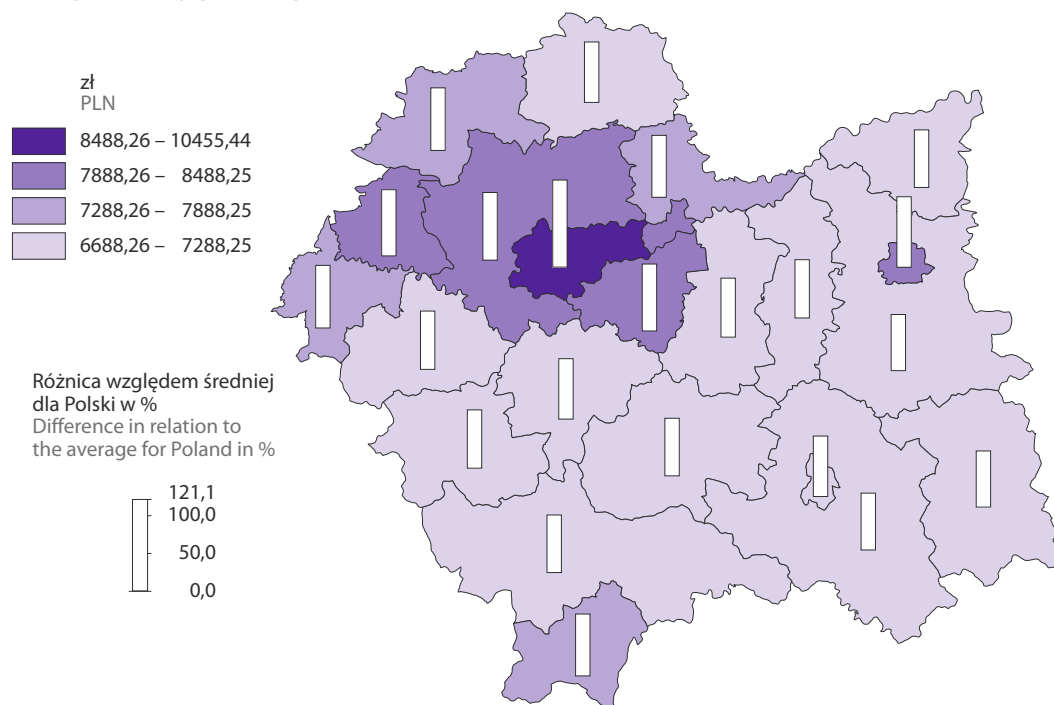 zł
PLN
8488,26 – 10455,44
7888,26 – 8488,25
7288,26 – 7888,25
6688,26 – 7288,25
Różnica względem średniej
dla Polski w %
Difference in relation to
the average for Poland in %
121,1
100,0
50,0
0,0